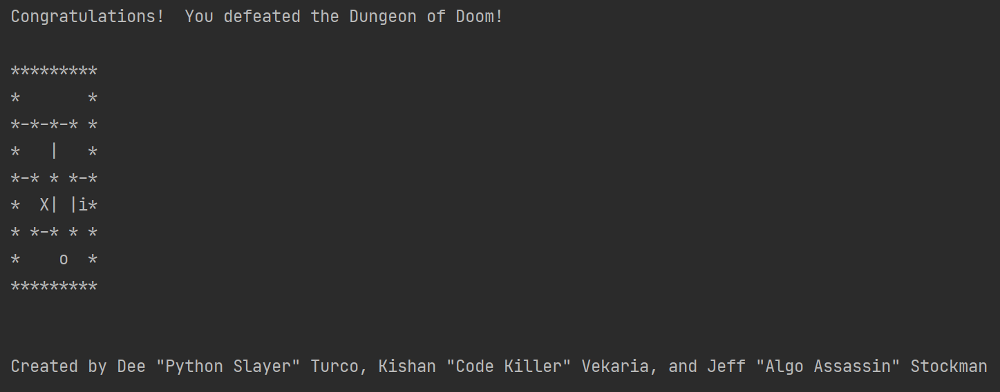 Congratulations!  You defeated the Dungeon of Doom!
*********
*       *
*-*-*-* *
*   |   *
*-* * *-*
*  X| |i*
* *-* * *
*    o  *
*********
Created by Dee "Python Slayer" Turco, Kishan "Code Killer" Vekaria, and Jeff "Algo Assassin" Stockman